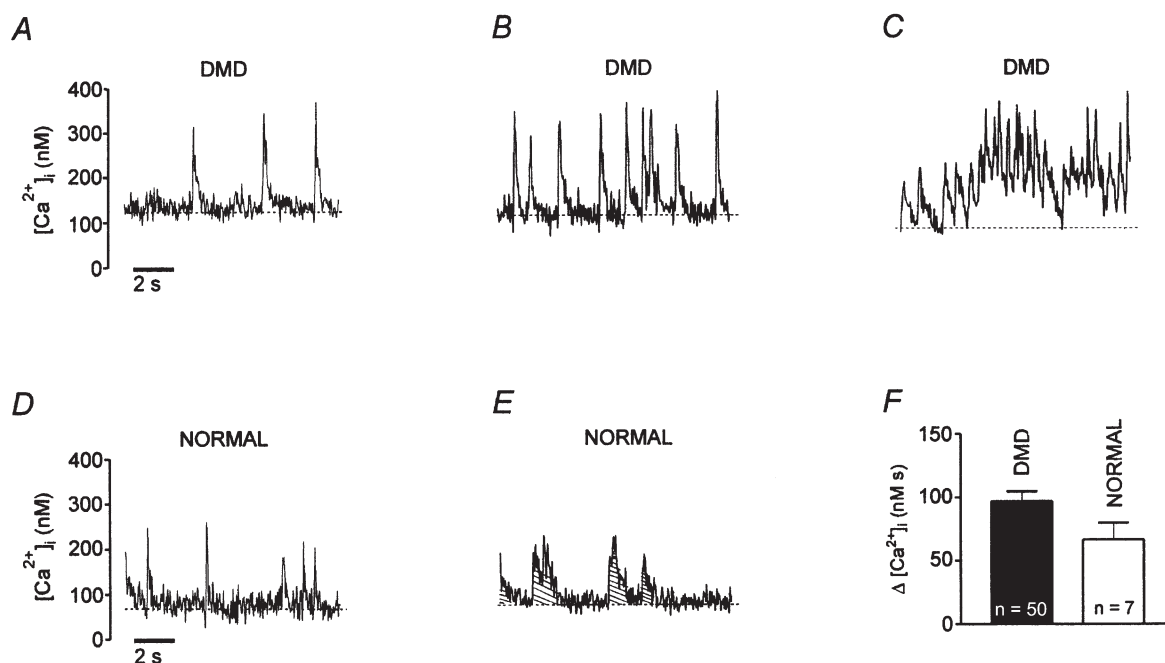 A
B
C
DMD
DMD
DMD
[Ca2+]i (nM)
400
300
200
100
0
2 s
D
E
F
NORMAL
NORMAL
[Ca2+]i (nM)
400
300
200
100
0
2 s
Δ [Ca2+]i (nM s)
150
100
50
0
DMD
NORMAL
n = 50
n = 7